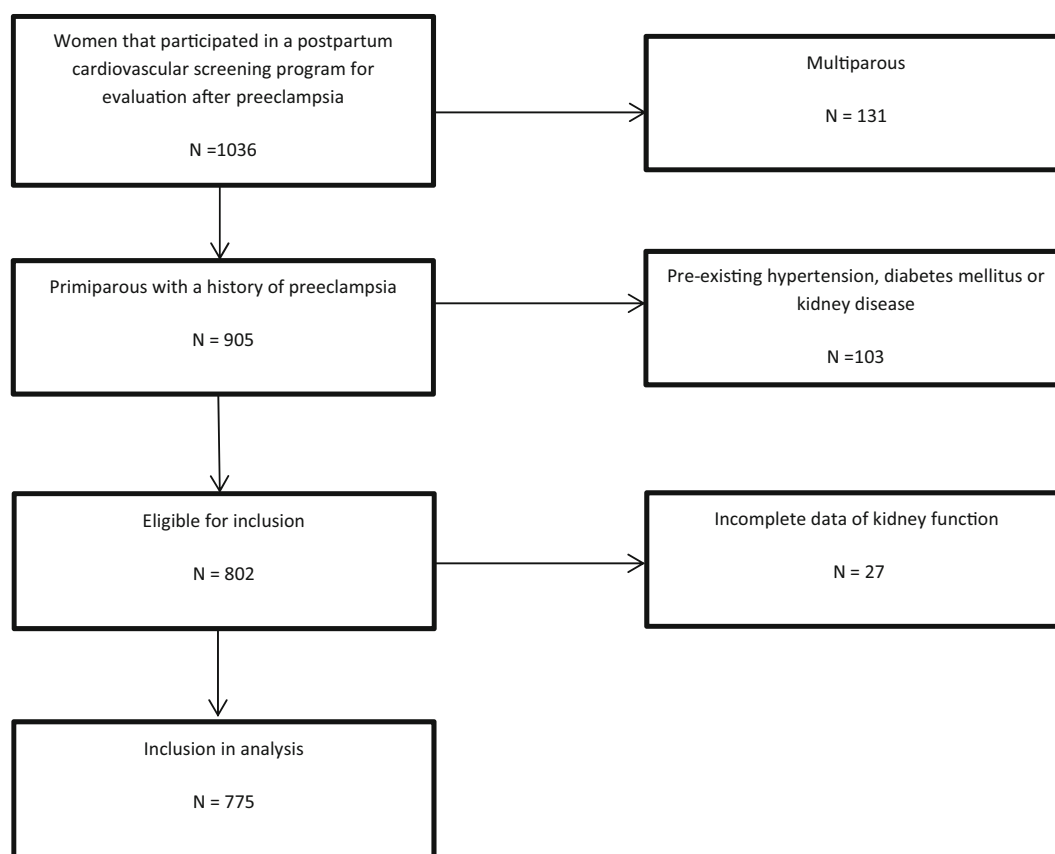 Women that participated in a postpartum
cardiovascular screening program for
evaluation after preeclampsia
N =1036
Multiparous
N = 131
Primiparous with a history of preeclampsia
N = 905
Pre-existing hypertension, diabetes mellitus or
kidney disease
N =103
Eligible for inclusion
N = 802
Incomplete data of kidney function
N = 27
Inclusion in analysis
N = 775